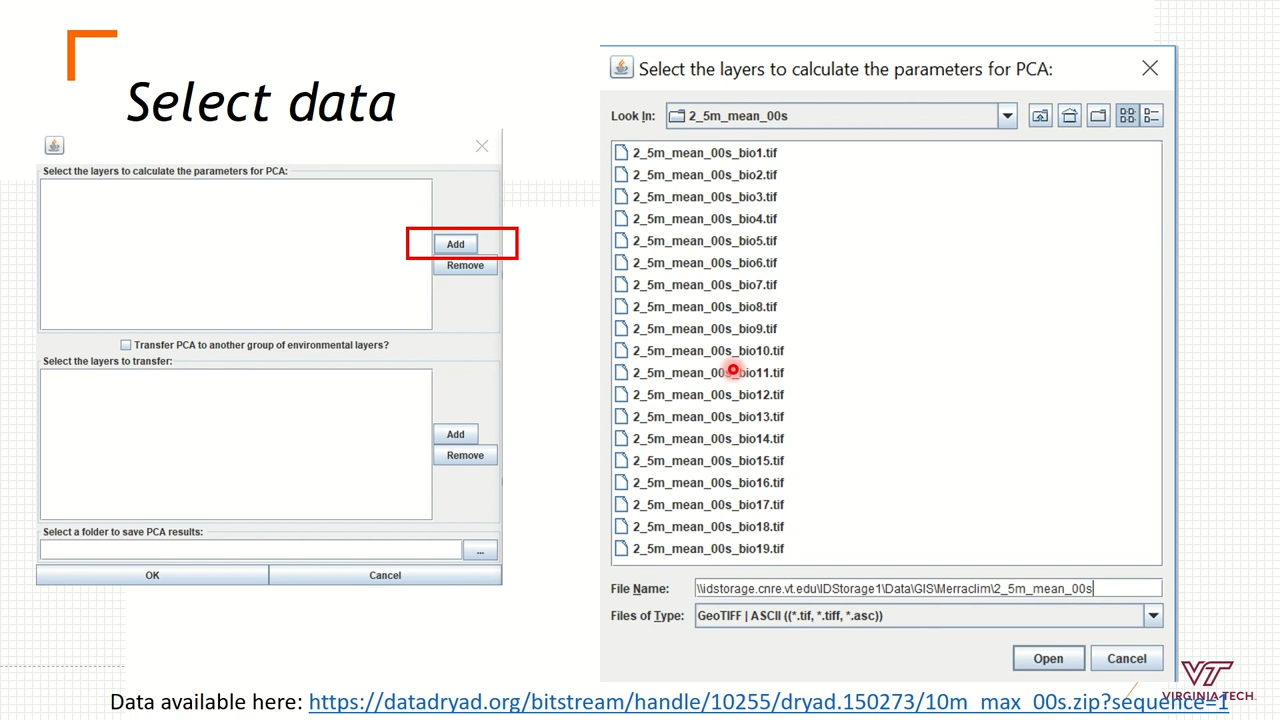 Select data
Select the layers to calculate the parameters for PCA:
Add
Remove
Transfer PCA to another group of environmental layers?
Select the layers to transfer:
Add
Remove
Select a folder to save PCA results:
...
OK
Cancel
Select the layers to calculate the parameters for PCA:
Look In:
2_5m_mean_00s
2_5m_mean_00s_bio1.tif
2_5m_mean_00s_bio2.tif
2_5m_mean_00s_bio3.tif
2_5m_mean_00s_bio4.tif
2_5m_mean_00s_bio5.tif
2_5m_mean_00s_bio6.tif
2_5m_mean_00s_bio7.tif
2_5m_mean_00s_bio8.tif
2_5m_mean_00s_bio9.tif
2_5m_mean_00s_bio10.tif
2_5m_mean_00s_bio11.tif
2_5m_mean_00s_bio12.tif
2_5m_mean_00s_bio13.tif
2_5m_mean_00s_bio14.tif
2_5m_mean_00s_bio15.tif
2_5m_mean_00s_bio16.tif
2_5m_mean_00s_bio17.tif
2_5m_mean_00s_bio18.tif
2_5m_mean_00s_bio19.tif
File Name: \\idstorage.cnre.vt.edu\IDStorage1\Data\GIS\Merraclim\2_5m_mean_00s
Files of Type: GeoTIFF | ASCII ((*.tif, *.tiff, *.asc))
Open
Cancel
VT
VIRGINIA TECH
Data available here: https://datadryad.org/bitstream/handle/10255/dryad.150273/10m_max_00s.zip?sequence=1